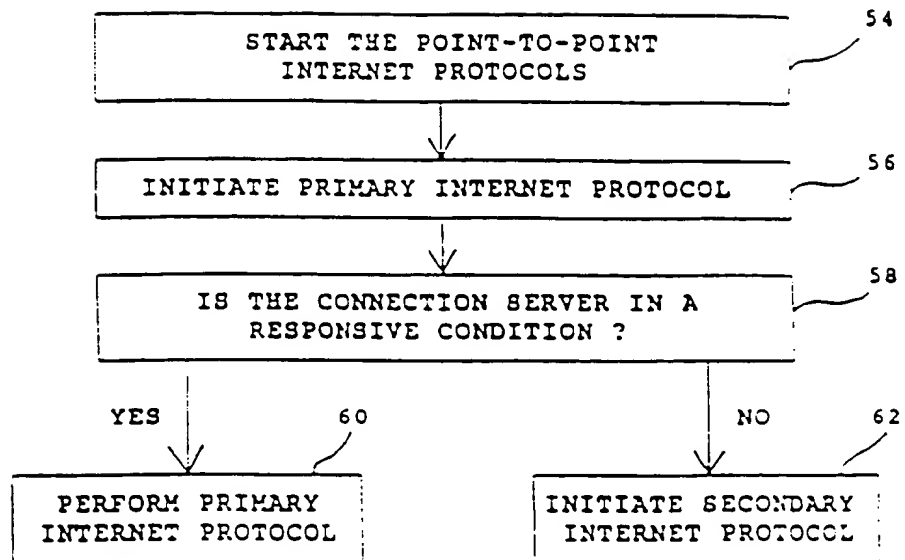 54
START THE POINT-TO-POINT
INTERNET PROTOCOLS
56
INITIATE PRIMARY INTERNET PROTOCOL
58
IS THE CONNECTION SERVER IN A
RESPONSIVE CONDITION ?
YES
60
NO
62
PERFORM PRIMARY
INTERNET PROTOCOL
INITIATE SECONDARY
INTERNET PROTOCOL